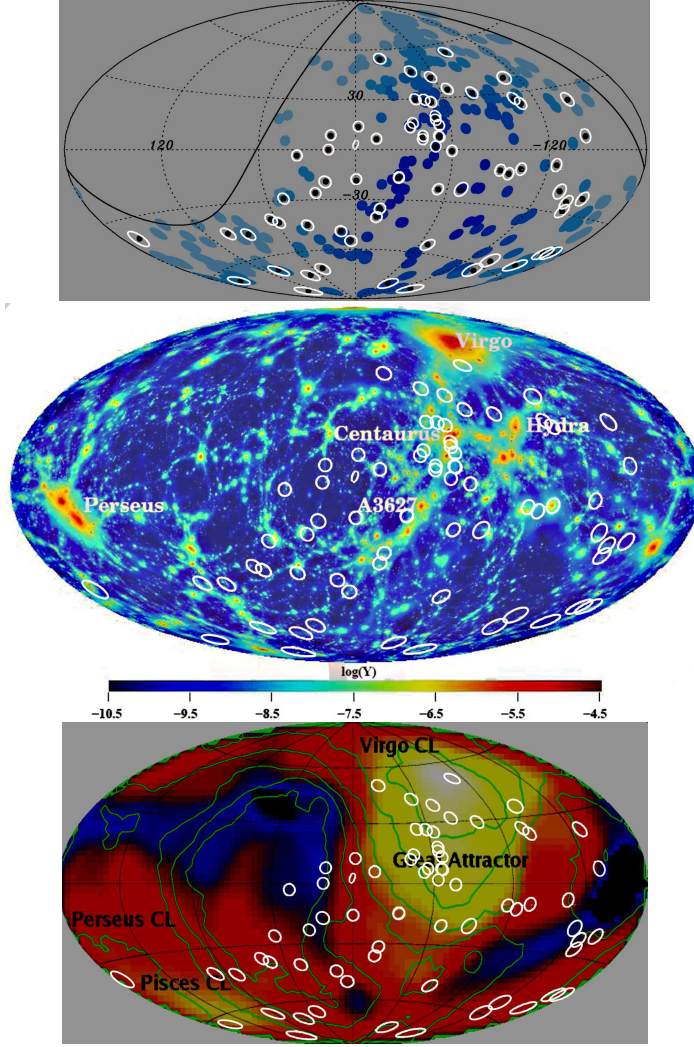 30
120
−120
−30
Virgo
Centaurus
Hydra
Perseus
A3627
log(Y)
−10.5 −9.5 −8.5 −7.5 −6.5 −5.5 −4.5
Virgo CL
Great Attractor
Perseus CL
Pisces CL